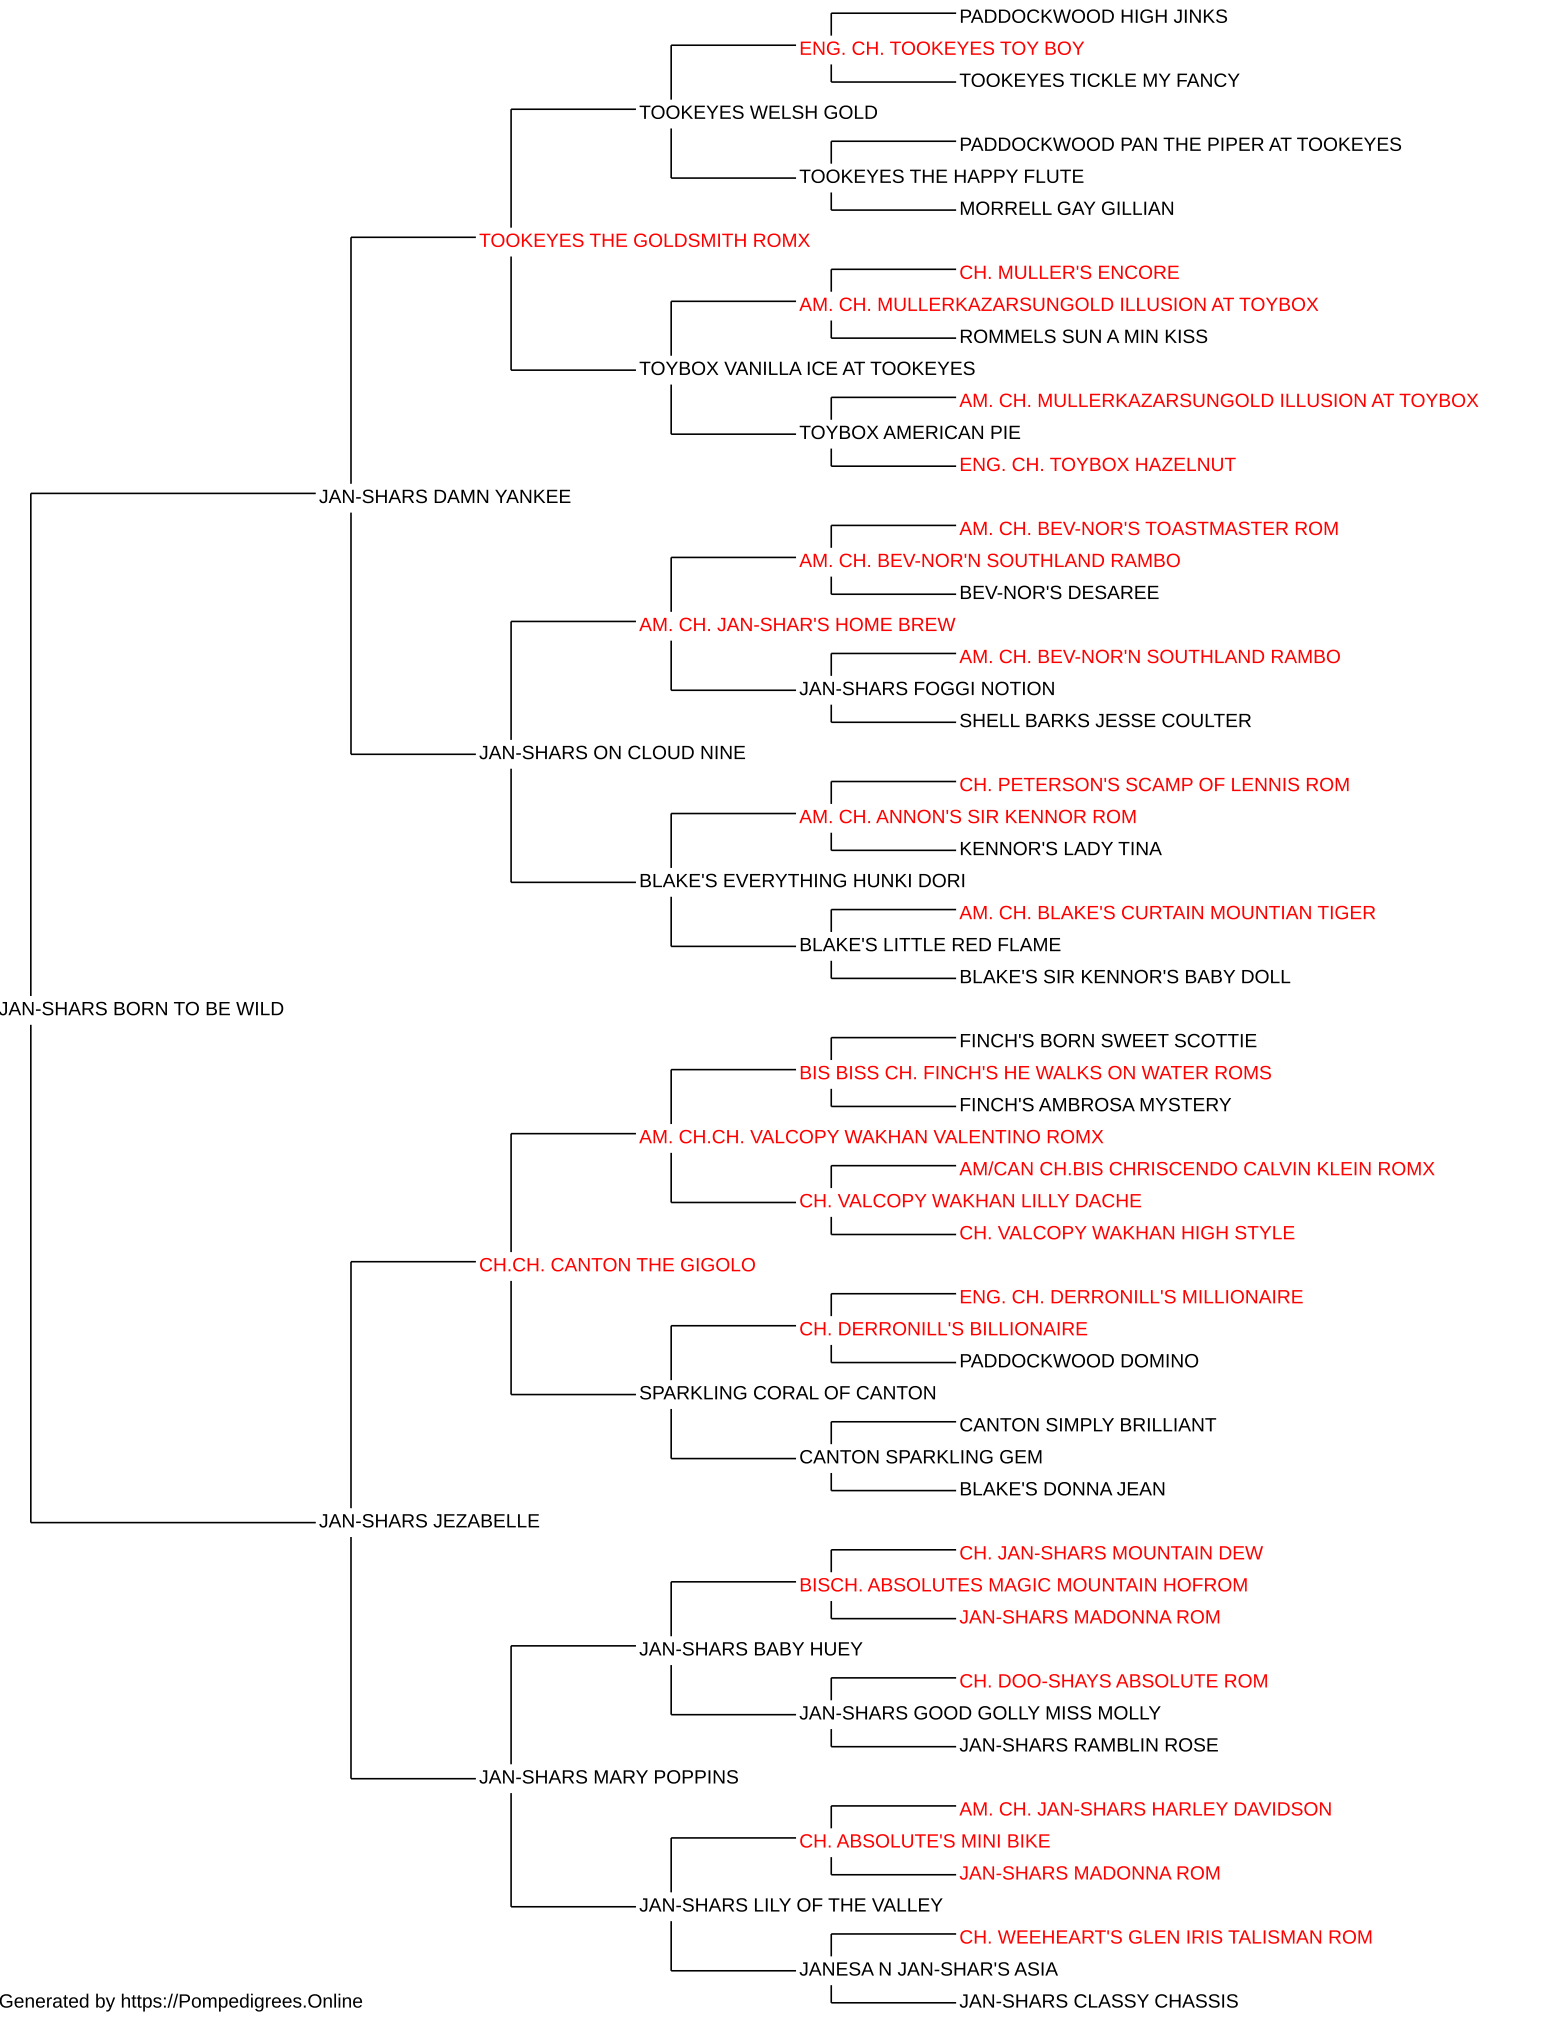 PADDOCKWOOD HIGH JINKS
ENG. CH. TOOKEYES TOY BOY
TOOKEYES TICKLE MY FANCY
TOOKEYES WELSH GOLD
PADDOCKWOOD PAN THE PIPER AT TOOKEYES
TOOKEYES THE HAPPY FLUTE
MORRELL GAY GILLIAN
TOOKEYES THE GOLDSMITH ROMX
CH. MULLER'S ENCORE
AM. CH. MULLERKAZARSUNGOLD ILLUSION AT TOYBOX
ROMMELS SUN A MIN KISS
TOYBOX VANILLA ICE AT TOOKEYES
AM. CH. MULLERKAZARSUNGOLD ILLUSION AT TOYBOX
TOYBOX AMERICAN PIE
ENG. CH. TOYBOX HAZELNUT
JAN-SHARS DAMN YANKEE
AM. CH. BEV-NOR'S TOASTMASTER ROM
AM. CH. BEV-NOR'N SOUTHLAND RAMBO
BEV-NOR'S DESAREE
AM. CH. JAN-SHAR'S HOME BREW
AM. CH. BEV-NOR'N SOUTHLAND RAMBO
JAN-SHARS FOGGI NOTION
SHELL BARKS JESSE COULTER
JAN-SHARS ON CLOUD NINE
CH. PETERSON'S SCAMP OF LENNIS ROM
AM. CH. ANNON'S SIR KENNOR ROM
KENNOR'S LADY TINA
BLAKE'S EVERYTHING HUNKI DORI
AM. CH. BLAKE'S CURTAIN MOUNTIAN TIGER
BLAKE'S LITTLE RED FLAME
BLAKE'S SIR KENNOR'S BABY DOLL
JAN-SHARS BORN TO BE WILD
FINCH'S BORN SWEET SCOTTIE
BIS BISS CH. FINCH'S HE WALKS ON WATER ROMS
FINCH'S AMBROSA MYSTERY
AM. CH.CH. VALCOPY WAKHAN VALENTINO ROMX
AM/CAN CH.BIS CHRISCENDO CALVIN KLEIN ROMX
CH. VALCOPY WAKHAN LILLY DACHE
CH. VALCOPY WAKHAN HIGH STYLE
CH.CH. CANTON THE GIGOLO
ENG. CH. DERRONILL'S MILLIONAIRE
CH. DERRONILL'S BILLIONAIRE
PADDOCKWOOD DOMINO
SPARKLING CORAL OF CANTON
CANTON SIMPLY BRILLIANT
CANTON SPARKLING GEM
BLAKE'S DONNA JEAN
JAN-SHARS JEZABELLE
CH. JAN-SHARS MOUNTAIN DEW
BISCH. ABSOLUTES MAGIC MOUNTAIN HOFROM
JAN-SHARS MADONNA ROM
JAN-SHARS BABY HUEY
CH. DOO-SHAYS ABSOLUTE ROM
JAN-SHARS GOOD GOLLY MISS MOLLY
JAN-SHARS RAMBLIN ROSE
JAN-SHARS MARY POPPINS
AM. CH. JAN-SHARS HARLEY DAVIDSON
CH. ABSOLUTE'S MINI BIKE
JAN-SHARS MADONNA ROM
JAN-SHARS LILY OF THE VALLEY
CH. WEEHEART'S GLEN IRIS TALISMAN ROM
JANESA N JAN-SHAR'S ASIA
JAN-SHARS CLASSY CHASSIS
Generated by https://Pompedigrees.Online